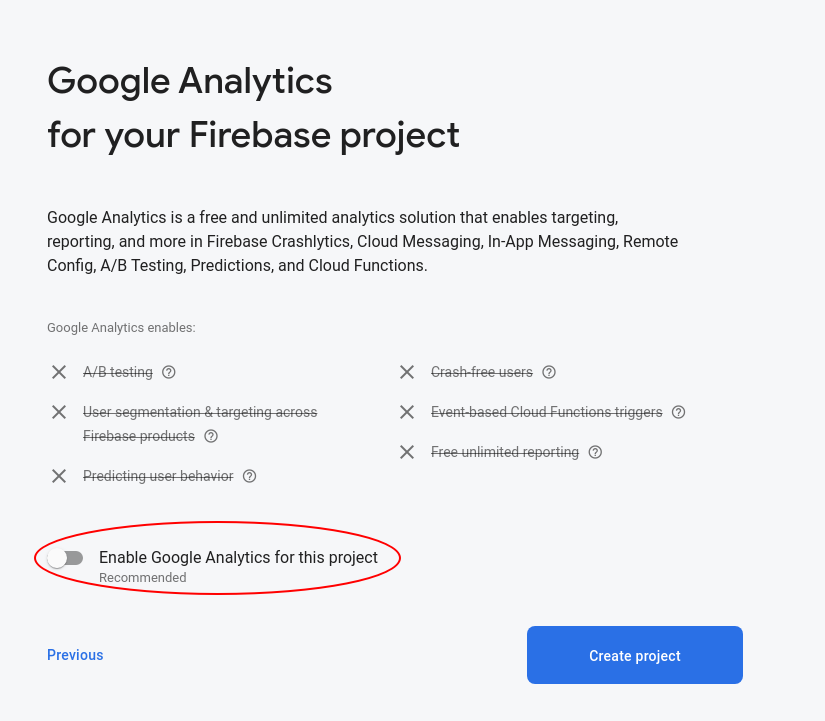 Google Analytics
for your Firebase project
Google Analytics is a free and unlimited analytics solution that enables targeting,
reporting, and more in Firebase Crashlytics, Cloud Messaging, In-App Messaging, Remote
Config, A/B Testing, Predictions, and Cloud Functions.
Google Analytics enables:
A/B testing
User segmentation & targeting across
Firebase products
Predicting user behavior
Crash-free users
Event-based Cloud Functions triggers
Free unlimited reporting
Enable Google Analytics for this project
Recommended
Previous
Create project